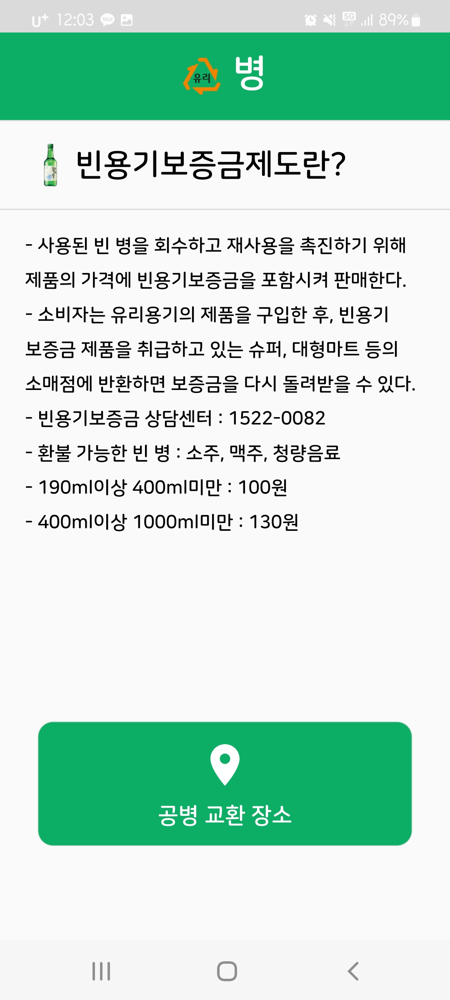 U+ 12:03 TALK 5G 89%
유리 병
빈용기보증금제도란?
- 사용된 빈 병을 회수하고 재사용을 촉진하기 위해
제품의 가격에 빈용기보증금을 포함시켜 판매한다.
- 소비자는 유리용기의 제품을 구입한 후, 빈용기
보증금 제품을 취급하고 있는 슈퍼, 대형마트 등의
소매점에 반환하면 보증금을 다시 돌려받을 수 있다.
- 빈용기보증금 상담센터 : 1522-0082
- 환불 가능한 빈 병 : 소주, 맥주, 청량음료
- 190ml이상 400ml미만 : 100원
- 400ml이상 1000ml미만 : 130원
공병 교환 장소